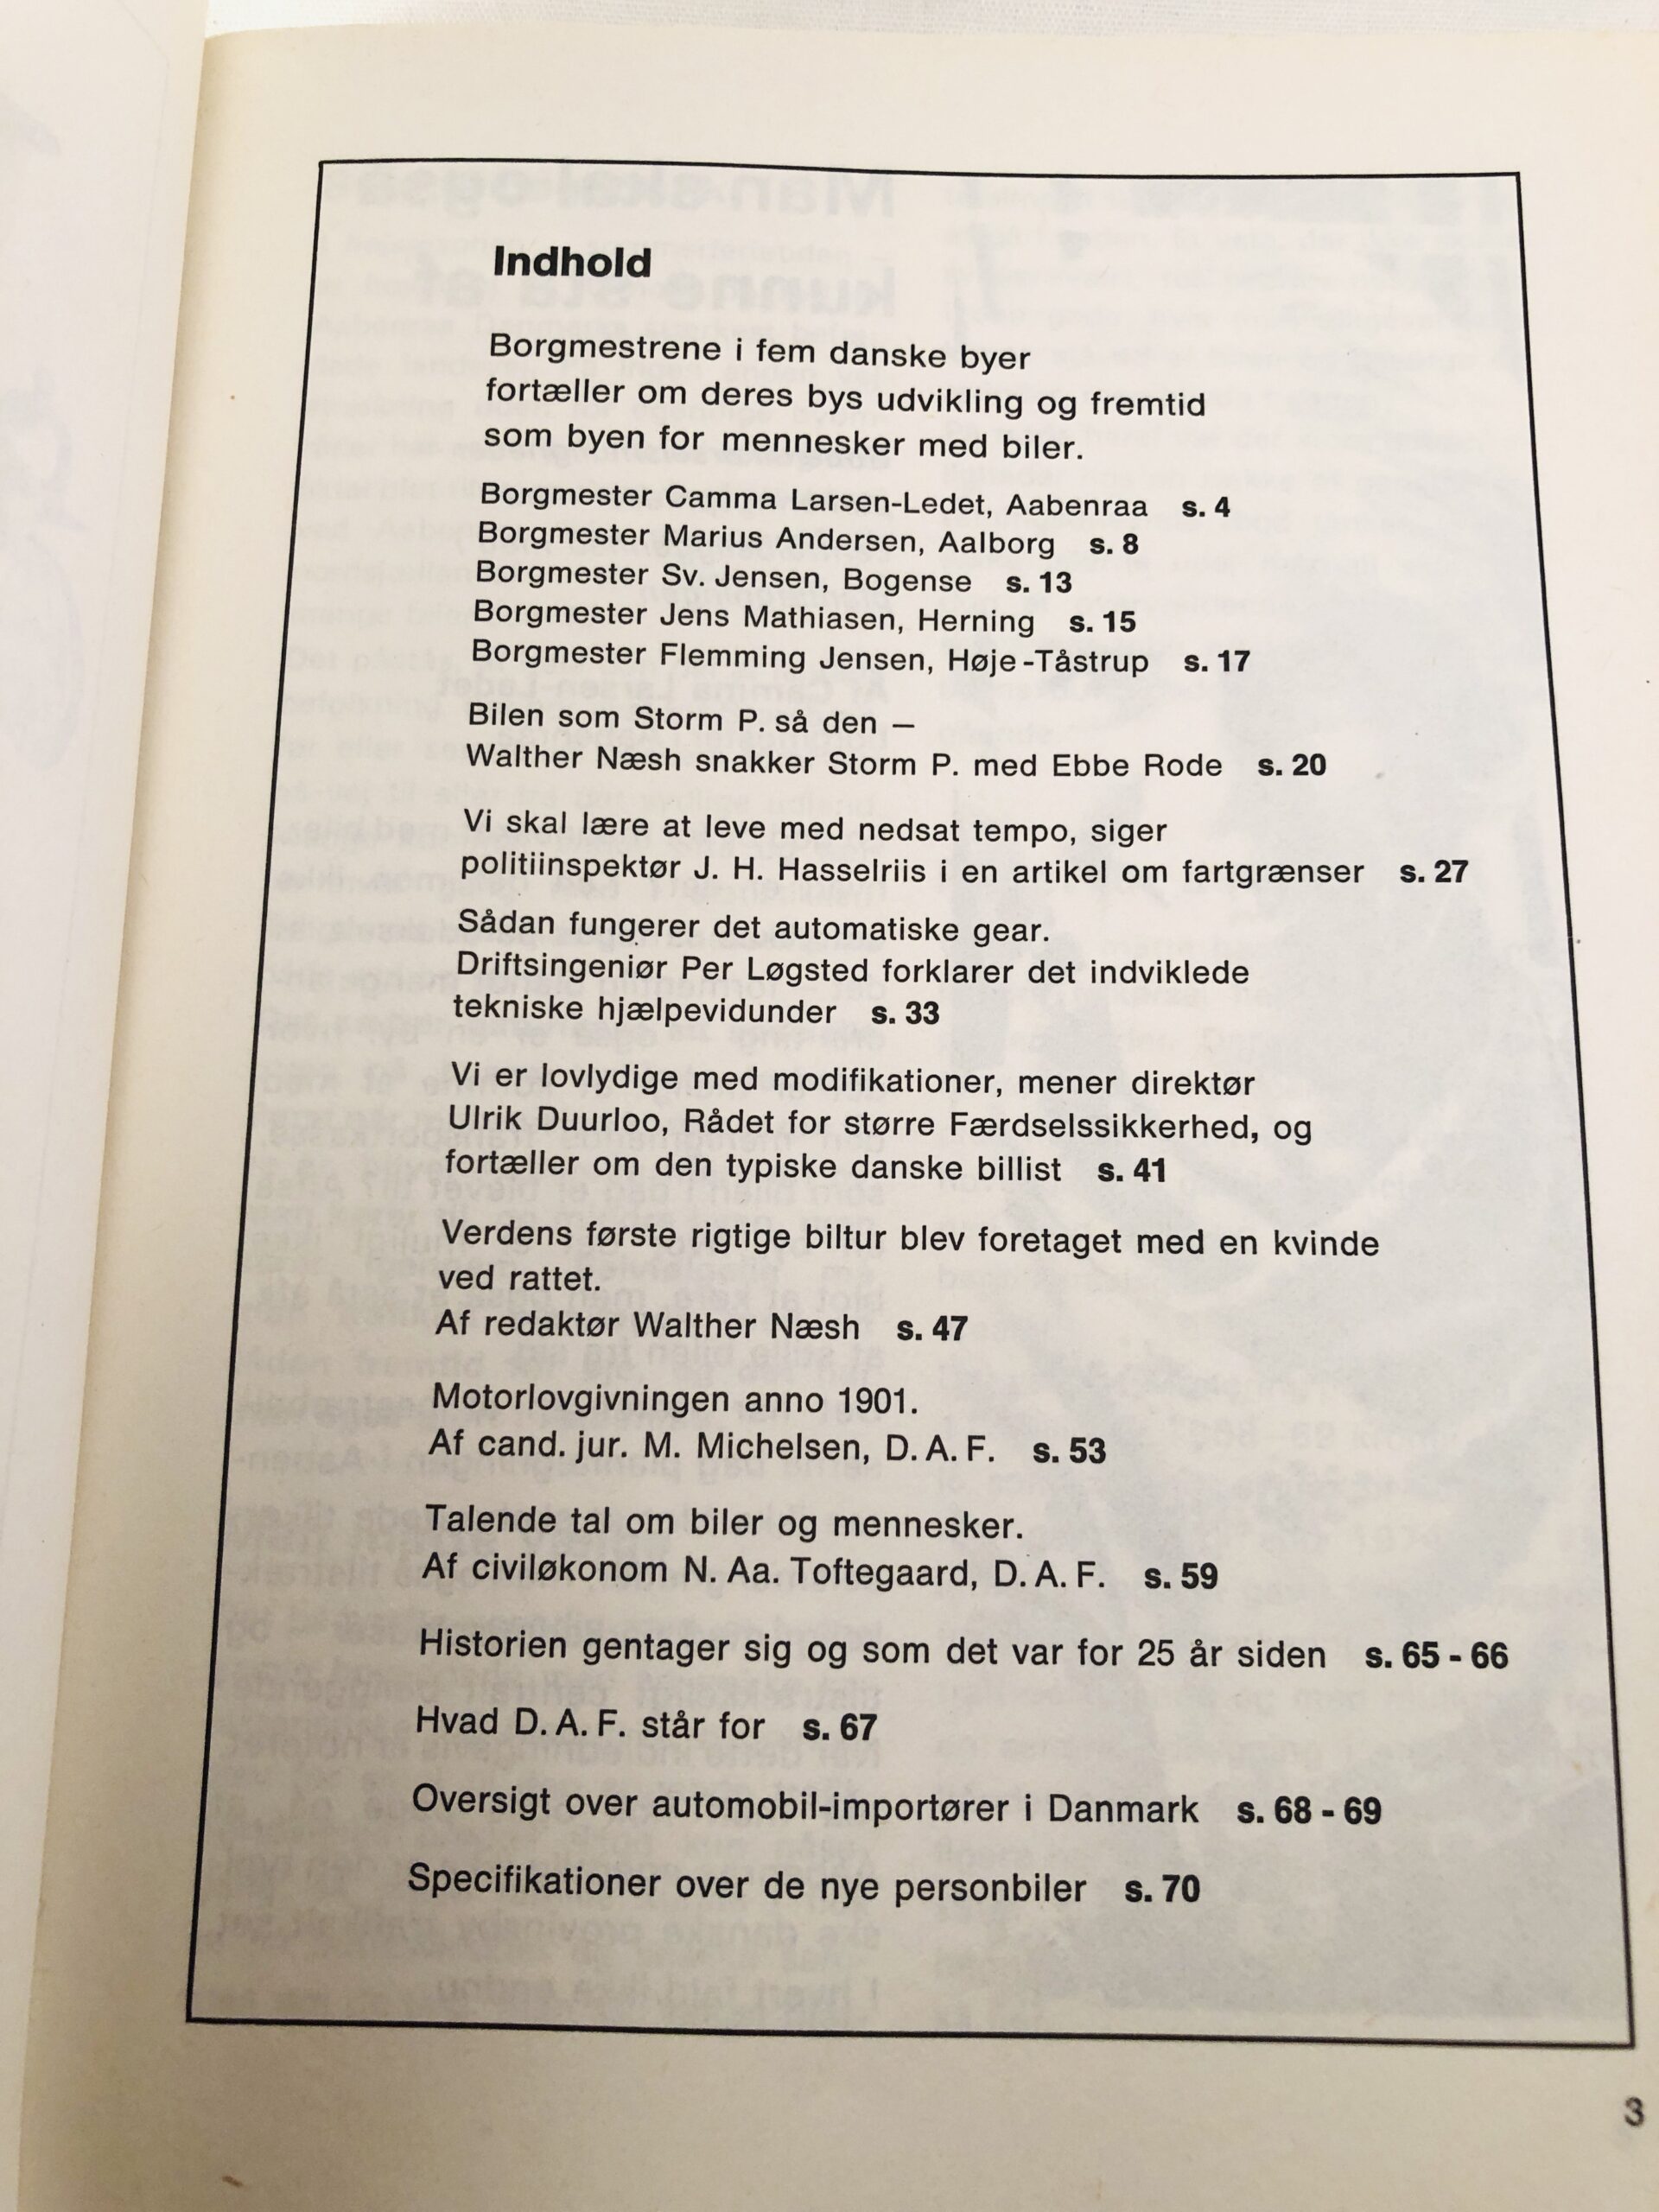 Indhold
Borgmestrene i fem danske byer
fortæller om deres bys udvikling og fremtid
som byen for mennesker med biler.
Borgmester Camma Larsen-Ledet, Aabenraa s. 4
Borgmester Marius Andersen, Aalborg s. 8
Borgmester Sv. Jensen, Bogense s. 13
Borgmester Jens Mathiasen, Herning s. 15
Borgmester Flemming Jensen, Høje-Tåstrup s. 17
Bilen som Storm P. så den –
Walther Næsh snakker Storm P. med Ebbe Rode s. 20
Vi skal lære at leve med nedsat tempo, siger
politiinspektør J. H. Hasselriis i en artikel om fartgrænser s. 27
Sådan fungerer det automatiske gear.
Driftsingeniør Per Løgsted forklarer det indviklede
tekniske hjælpevidunder s. 33
Vi er lovlydige med modifikationer, mener direktør
Ulrik Duurloo, Rådet for større Færdselssikkerhed, og
fortæller om den typiske danske billist s. 41
Verdens første rigtige biltur blev foretaget med en kvinde
ved rattet.
Af redaktør Walther Næsh s. 47
Motorlovgivningen anno 1901.
Af cand. jur. M. Michelsen, D. A. F. s. 53
Talende tal om biler og mennesker.
Af civiløkonom N. Aa. Toftegaard, D. A. F. s. 59
Historien gentager sig og som det var for 25 år siden s. 65 - 66
Hvad D. A. F. står for s. 67
Oversigt over automobil-importører i Danmark s. 68 - 69
Specifikationer over de nye personbiler s. 70
3